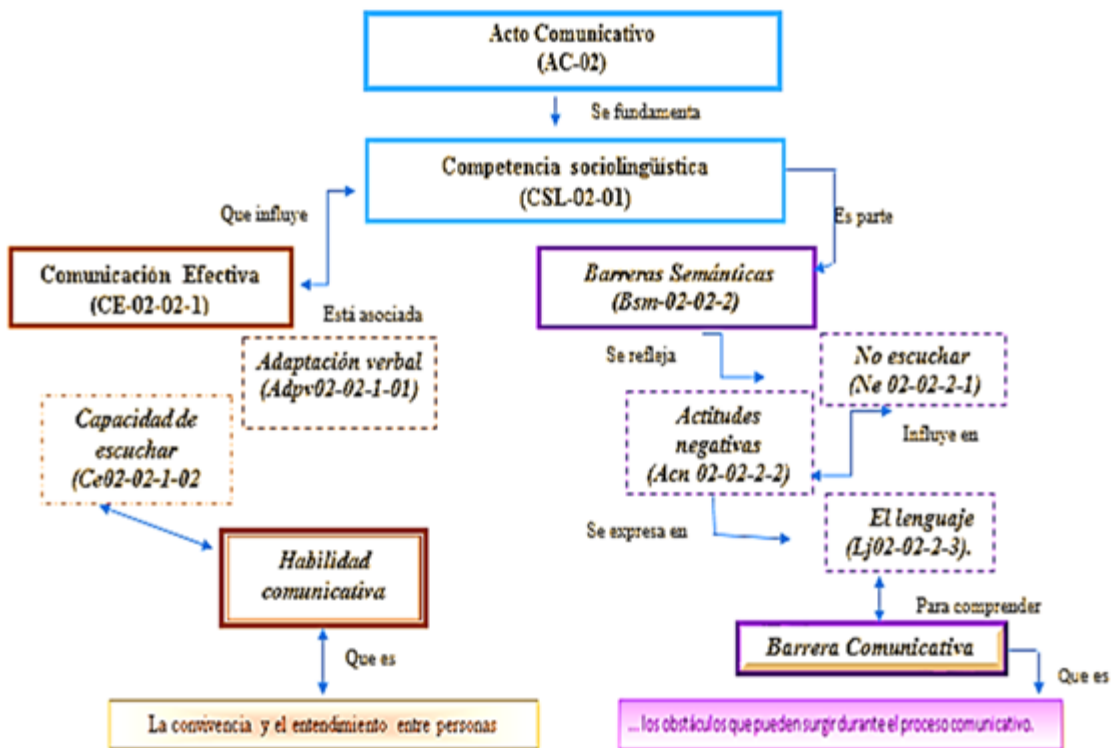 Acto Comunicativo
(AC-02)
Se fundamenta
Competencia sociolingüística
(CSL-02-01)
Que influye
Es parte
Comunicación Efectiva
(CE-02-02-1)
Barreras Semánticas
(Bsm-02-02-2)
Está asociada
Adaptación verbal
(Adpv02-02-1-01)
Se refleja
No escuchar
(Ne 02-02-2-1)
Capacidad de
escuchar
(Ce02-02-1-02
Actitudes
negativas
(Acn 02-02-2-2)
Influye en
Se expresa en
El lenguaje
(Lj02-02-2-3).
Habilidad
comunicativa
Para comprender
Barrera Comunicativa
Que es
Que es
La convivencia y el entendimiento entre personas
...los obstáculos que pueden surgir durante el proceso comunicativo.